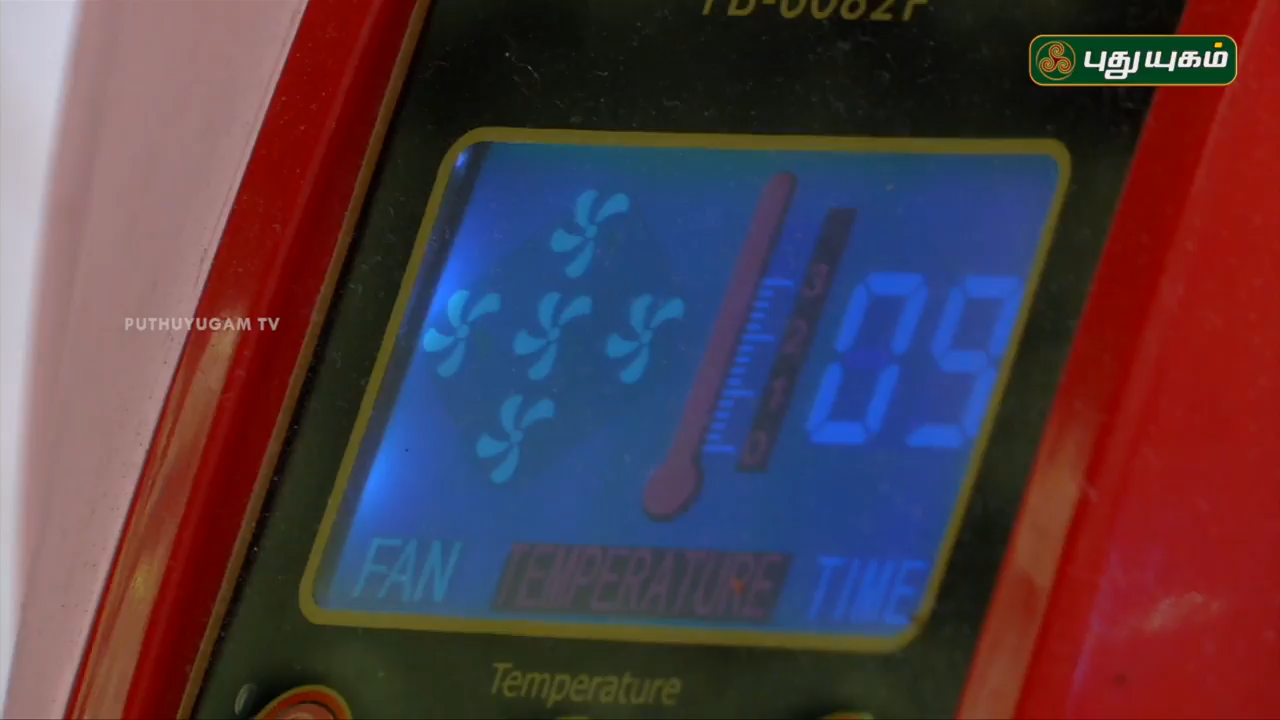 புதுயுகம்
PUTHUYUGAM TV
3
2
1
0
09
FAN TEMPERATURE TIME
Temperature